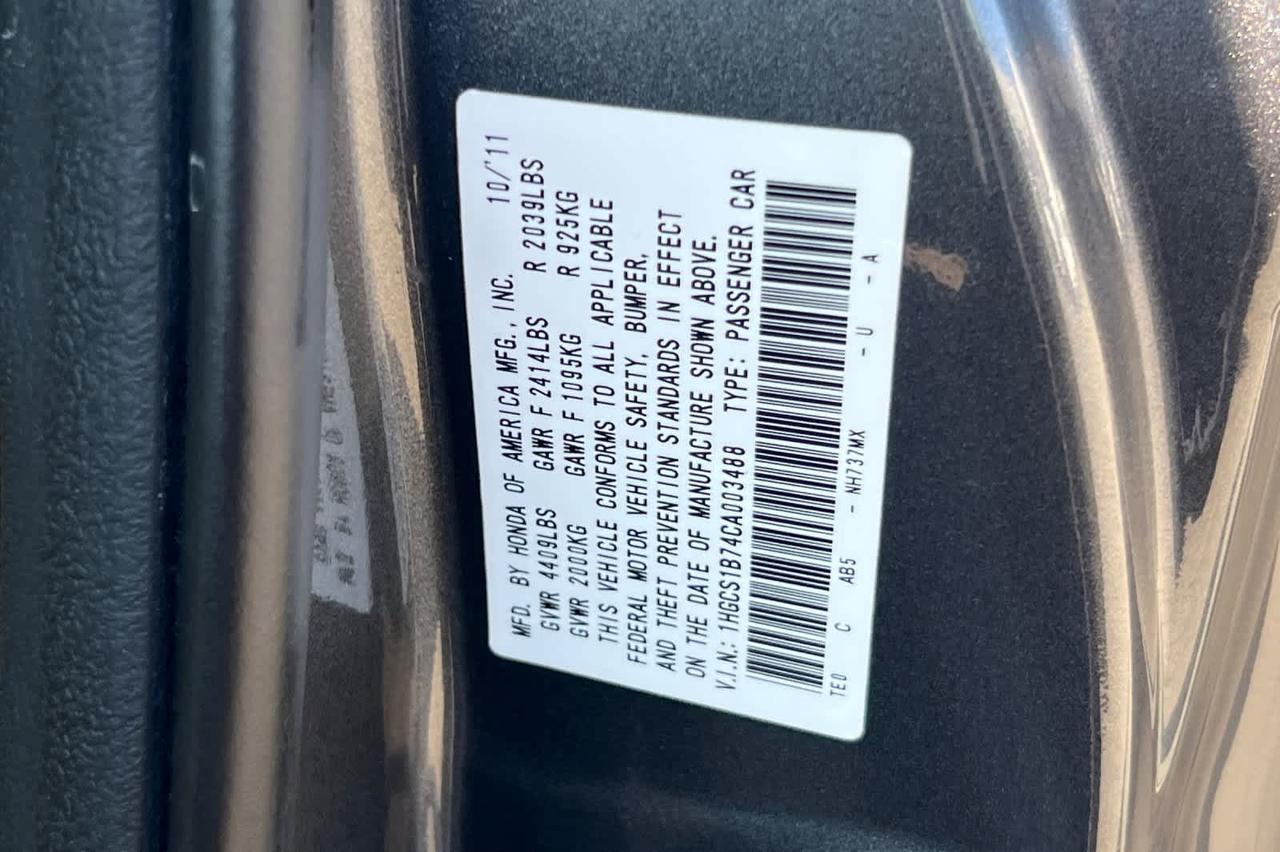 MFD. BY HONDA OF AMERICA MFG., INC. 10/'11
GVWR 4409LBS GAWR F 2414LBS R 2039LBS
GVWR 2000KG GAWR F 1095KG R 925KG
THIS VEHICLE CONFORMS TO ALL APPLICABLE
FEDERAL MOTOR VEHICLE SAFETY, BUMPER,
AND THEFT PREVENTION STANDARDS IN EFFECT
ON THE DATE OF MANUFACTURE SHOWN ABOVE.
V.I.N.: 1HGCS1B74CA003488 TYPE: PASSENGER CAR
TE0 C AB5 - NH737MX - U - A